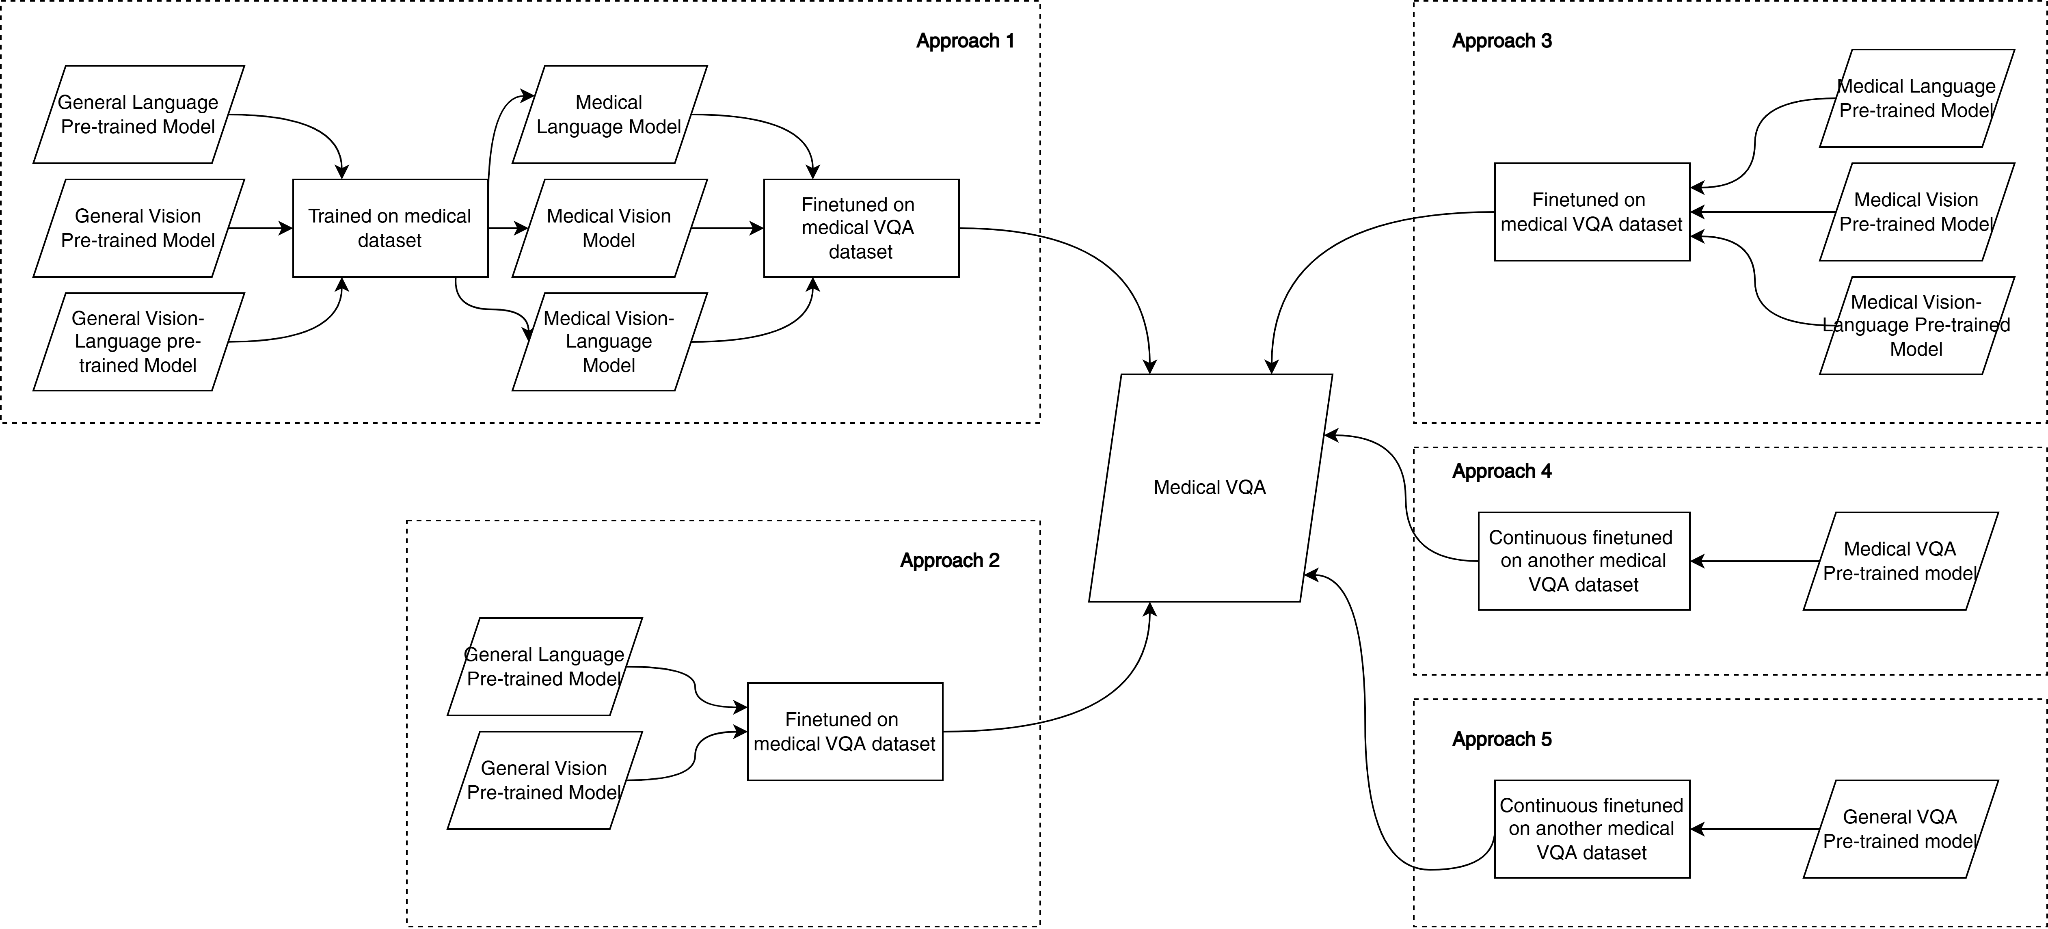 Approach 1
General Language
Pre-trained Model
General Vision
Pre-trained Model
General Vision-
Language pre-
trained Model
Trained on medical
dataset
Medical
Language Model
Medical Vision
Model
Medical Vision-
Language
Model
Finetuned on
medical VQA
dataset
Approach 2
General Language
Pre-trained Model
General Vision
Pre-trained Model
Finetuned on
medical VQA dataset
Medical VQA
Approach 3
Medical Language
Pre-trained Model
Medical Vision
Pre-trained Model
Medical Vision-
Language Pre-trained
Model
Finetuned on
medical VQA dataset
Approach 4
Continuous finetuned
on another medical
VQA dataset
Medical VQA
Pre-trained model
Approach 5
Continuous finetuned
on another medical
VQA dataset
General VQA
Pre-trained model